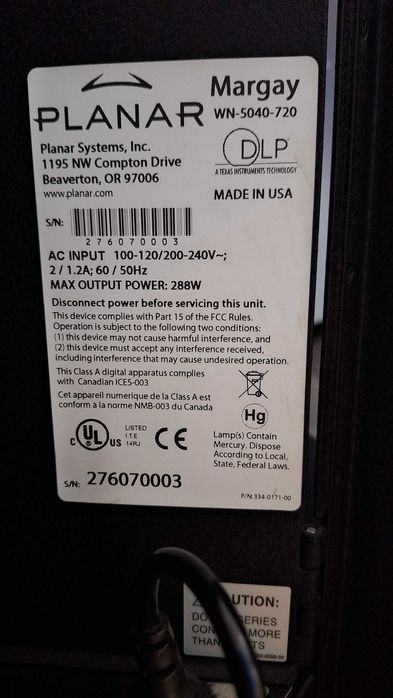 PLANAR
Margay
WN-5040-720
Planar Systems, Inc.
1195 NW Compton Drive
Beaverton, OR 97006
www.planar.com
DLP
A TEXAS INSTRUMENTS TECHNOLOGY
MADE IN USA
S/N:
276070003
AC INPUT 100-120/200-240V~;
2 / 1.2A; 60 / 50Hz
MAX OUTPUT POWER: 288W
Disconnect power before servicing this unit.
This device complies with Part 15 of the FCC Rules.
Operation is subject to the following two conditions:
(1) this device may not cause harmful interference, and
(2) this device must accept any interference received,
including interference that may cause undesired operation.
This Class A digital apparatus complies
with Canadian ICES-003
Cet appareil numerique de la Class A est
conform a la norme NMB-003 du Canada
Hg
C UL US
LISTED
I.T.E.
14RJ
CE
Lamp(s) Contain
Mercury. Dispose
According to Local,
State, Federal Laws.
S/N: 276070003
P/N: 334-0171-00
UTION:
DO SERIES
CON MORE
THAN TS